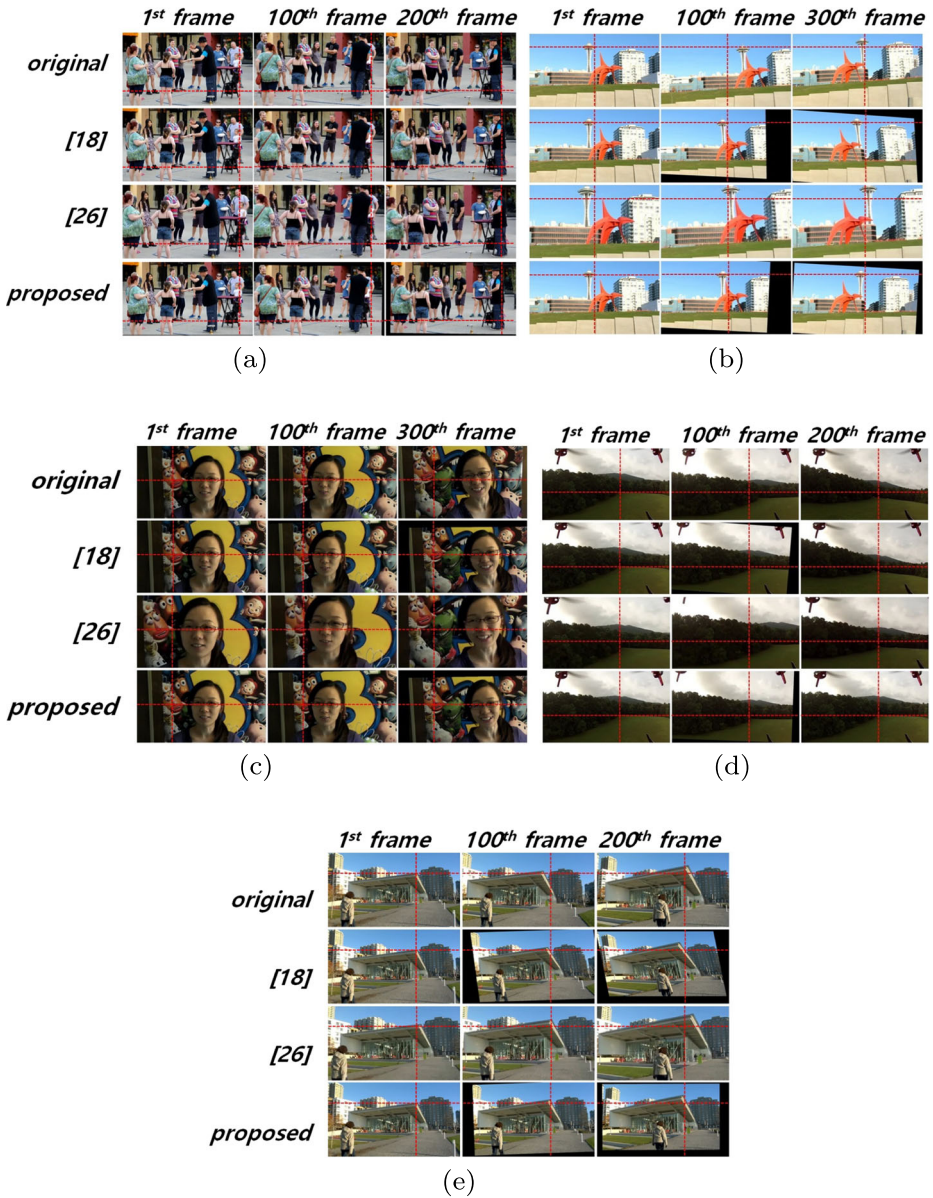 1st frame 100th frame 200th frame
original
[18]
[26]
proposed
(a)
1st frame 100th frame 300th frame
(b)
1st frame 100th frame 300th frame
original
[18]
[26]
proposed
(c)
1st frame 100th frame 200th frame
(d)
1st frame 100th frame 200th frame
original
[18]
[26]
proposed
(e)